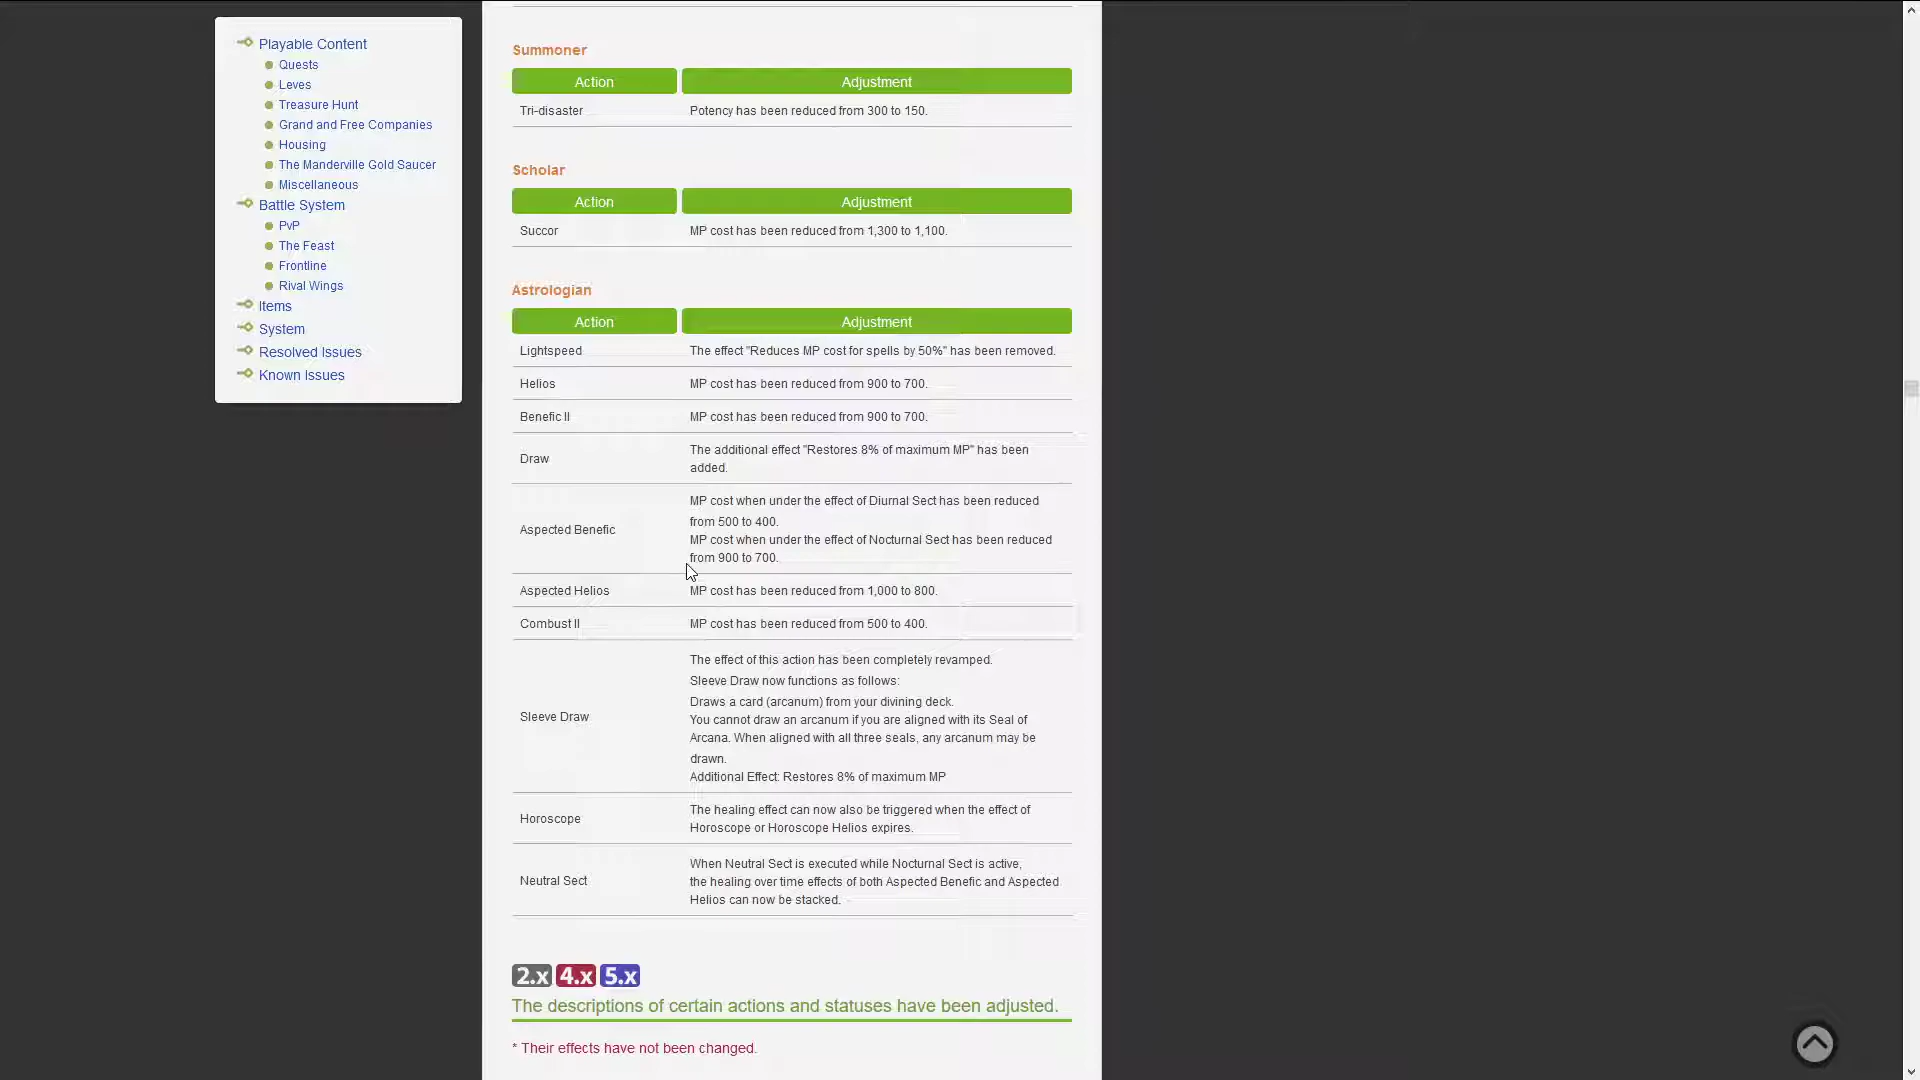 Playable Content
Quests
Leves
Treasure Hunt
Grand and Free Companies
Housing
The Manderville Gold Saucer
Miscellaneous
Battle System
PvP
The Feast
Frontline
Rival Wings
Items
System
Resolved Issues
Known Issues
Summoner
Action Adjustment
Tri-disaster Potency has been reduced from 300 to 150.
Scholar
Action Adjustment
Succor MP cost has been reduced from 1,300 to 1,100.
Astrologian
Action Adjustment
Lightspeed The effect "Reduces MP cost for spells by 50%" has been removed.
Helios MP cost has been reduced from 900 to 700.
Benefic II MP cost has been reduced from 900 to 700.
Draw
The additional effect "Restores 8% of maximum MP" has been
added.
Aspected Benefic
MP cost when under the effect of Diurnal Sect has been reduced
from 500 to 400.
MP cost when under the effect of Nocturnal Sect has been reduced
from 900 to 700.
Aspected Helios MP cost has been reduced from 1,000 to 800.
Combust II MP cost has been reduced from 500 to 400.
Sleeve Draw
The effect of this action has been completely revamped.
Sleeve Draw now functions as follows:
Draws a card (arcanum) from your divining deck.
You cannot draw an arcanum if you are aligned with its Seal of
Arcana. When aligned with all three seals, any arcanum may be
drawn.
Additional Effect: Restores 8% of maximum MP
Horoscope
The healing effect can now also be triggered when the effect of
Horoscope or Horoscope Helios expires.
Neutral Sect
When Neutral Sect is executed while Nocturnal Sect is active,
the healing over time effects of both Aspected Benefic and Aspected
Helios can now be stacked.
2.x 4.x 5.x
The descriptions of certain actions and statuses have been adjusted.
* Their effects have not been changed.